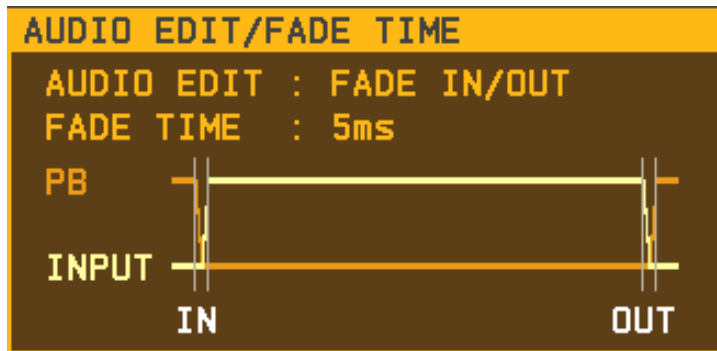 AUDIO EDIT/FADE TIME
AUDIO EDIT : FADE IN/OUT
FADE TIME : 5ms
PB
INPUT
IN OUT